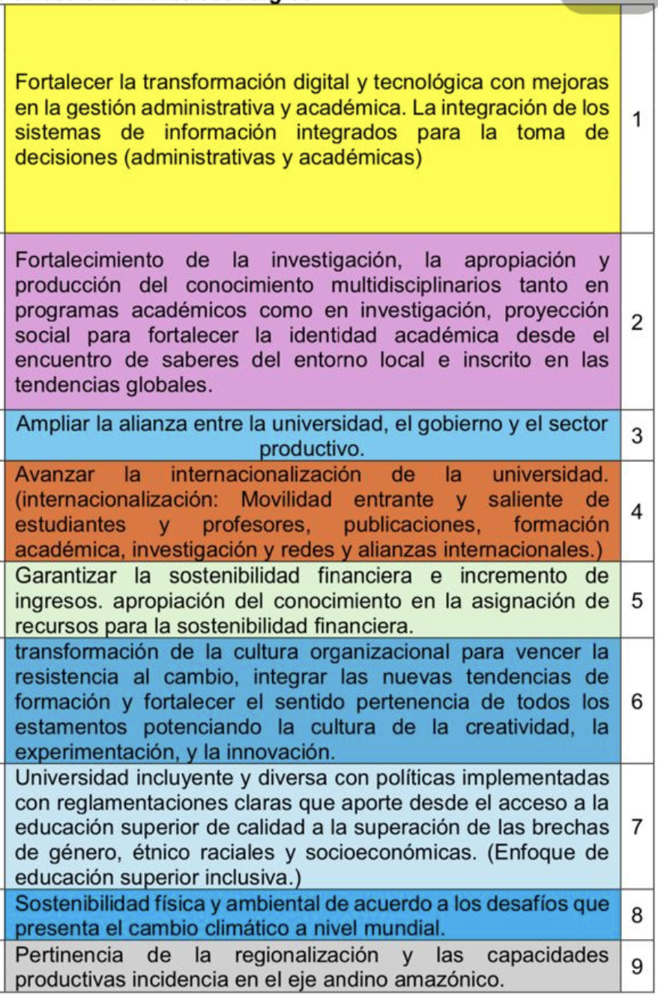 Fortalecer la transformación digital y tecnológica con mejoras
en la gestión administrativa y académica. La integración de los
sistemas de información integrados para la toma de
decisiones (administrativas y académicas)
1
Fortalecimiento de la investigación, la apropiación y
producción del conocimiento multidisciplinarios tanto en
programas académicos como en investigación, proyección
social para fortalecer la identidad académica desde el
encuentro de saberes del entorno local e inscrito en las
tendencias globales.
2
Ampliar la alianza entre la universidad, el gobierno y el sector
productivo.
3
Avanzar la internacionalización de la universidad.
(internacionalización: Movilidad entrante y saliente de
estudiantes y profesores, publicaciones, formación
académica, investigación y redes y alianzas internacionales.)
4
Garantizar la sostenibilidad financiera e incremento de
ingresos. apropiación del conocimiento en la asignación de
recursos para la sostenibilidad financiera.
5
transformación de la cultura organizacional para vencer la
resistencia al cambio, integrar las nuevas tendencias de
formación y fortalecer el sentido pertenencia de todos los
estamentos potenciando la cultura de la creatividad, la
experimentación, y la innovación.
6
Universidad incluyente y diversa con políticas implementadas
con reglamentaciones claras que aporte desde el acceso a la
educación superior de calidad a la superación de las brechas
de género, étnico raciales y socioeconómicas. (Enfoque de
educación superior inclusiva.)
7
Sostenibilidad física y ambiental de acuerdo a los desafíos que
presenta el cambio climático a nivel mundial.
8
Pertinencia de la regionalización y las capacidades
productivas incidencia en el eje andino amazónico.
9